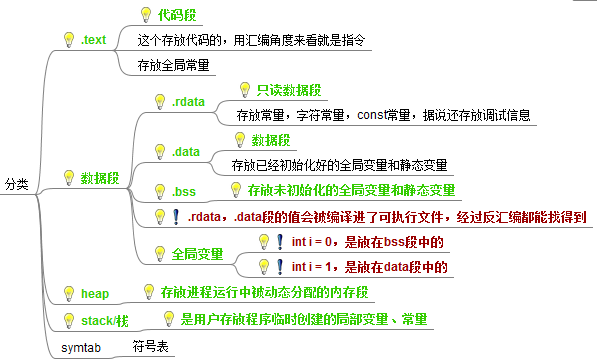 分类
.text
代码段
这个存放代码的，用汇编角度来看就是指令
存放全局常量
数据段
.rdata
只读数据段
存放常量，字符常量，const常量，据说还存放调试信息
.data
数据段
存放已经初始化好的全局变量和静态变量
.bss
存放未初始化的全局变量和静态变量
.rdata，.data段的值会被编译进了可执行文件，经过反汇编都能找得到
全局变量
int i = 0，是放在bss段中的
int i = 1，是放在data段中的
heap
存放进程运行中被动态分配的内存段
stack/栈
是用户存放程序临时创建的局部变量、常量
symtab
符号表